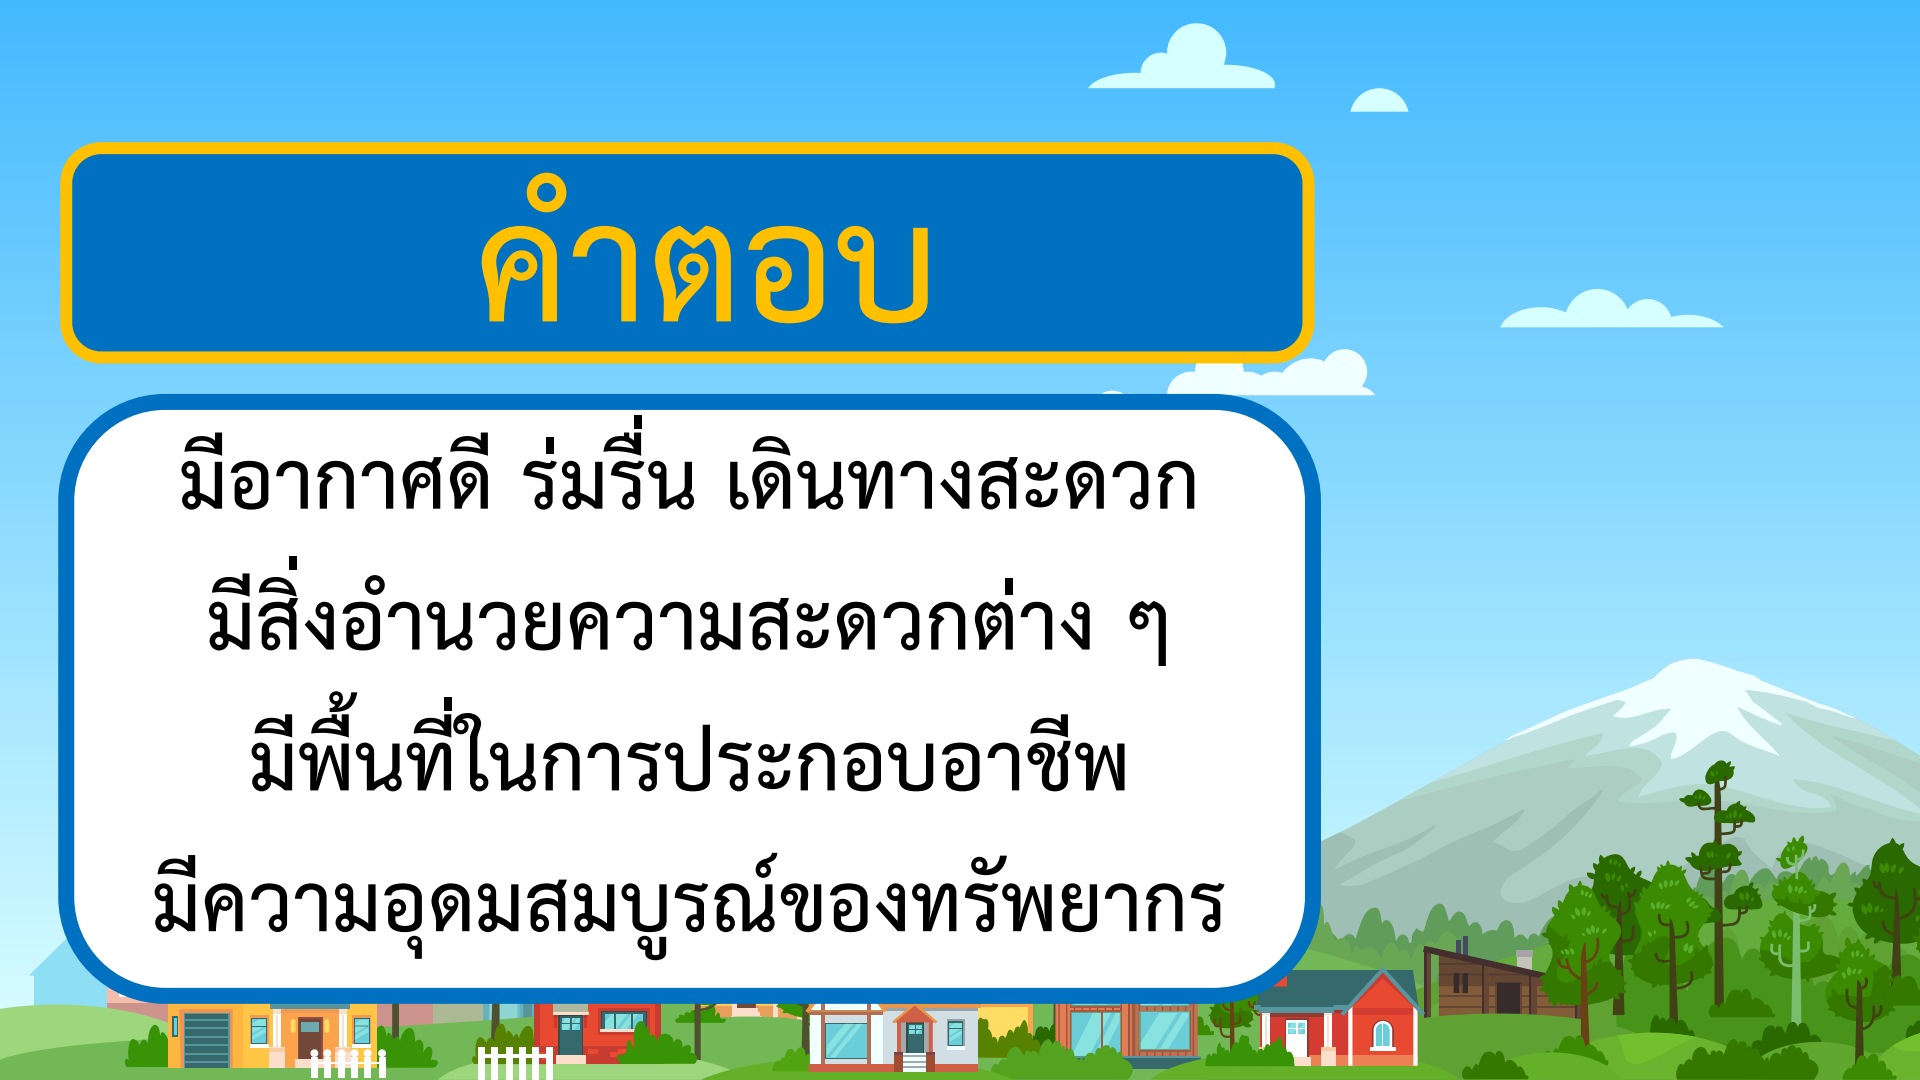 คำตอบ
มีอากาศดี ร่มรื่น เดินทางสะดวก
มีสิ่งอำนวยความสะดวกต่าง ๆ
มีพื้นที่ในการประกอบอาชีพ
มีความอุดมสมบูรณ์ของทรัพยากร